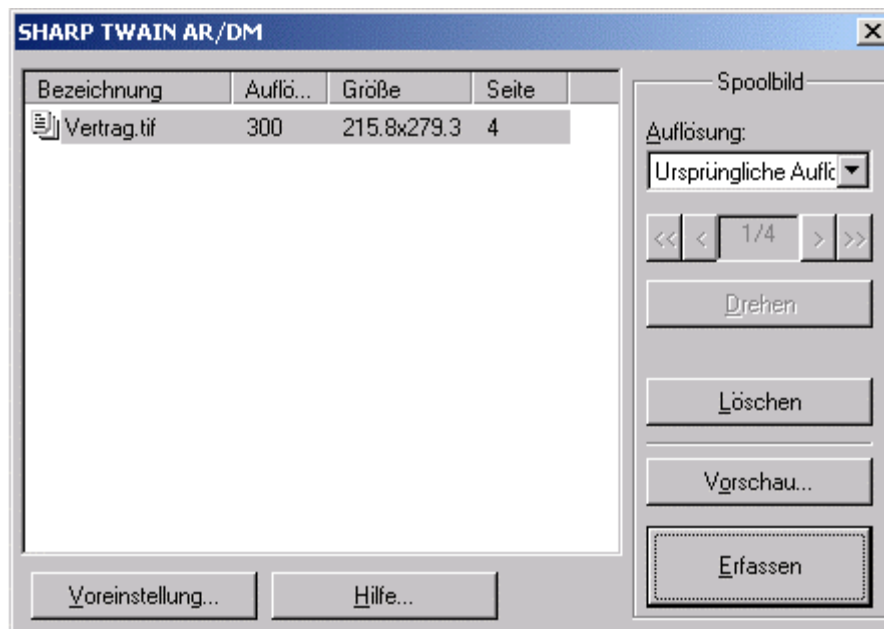 SHARP TWAIN AR/DM
Bezeichnung Auflö... Größe Seite
Vertrag.tif 300 215.8x279.3 4
Spoolbild
Auflösung:
Ursprüngliche Auflö
<< < 1/4 > >>
Drehen
Löschen
Vorschau...
Erfassen
Voreinstellung... Hilfe...